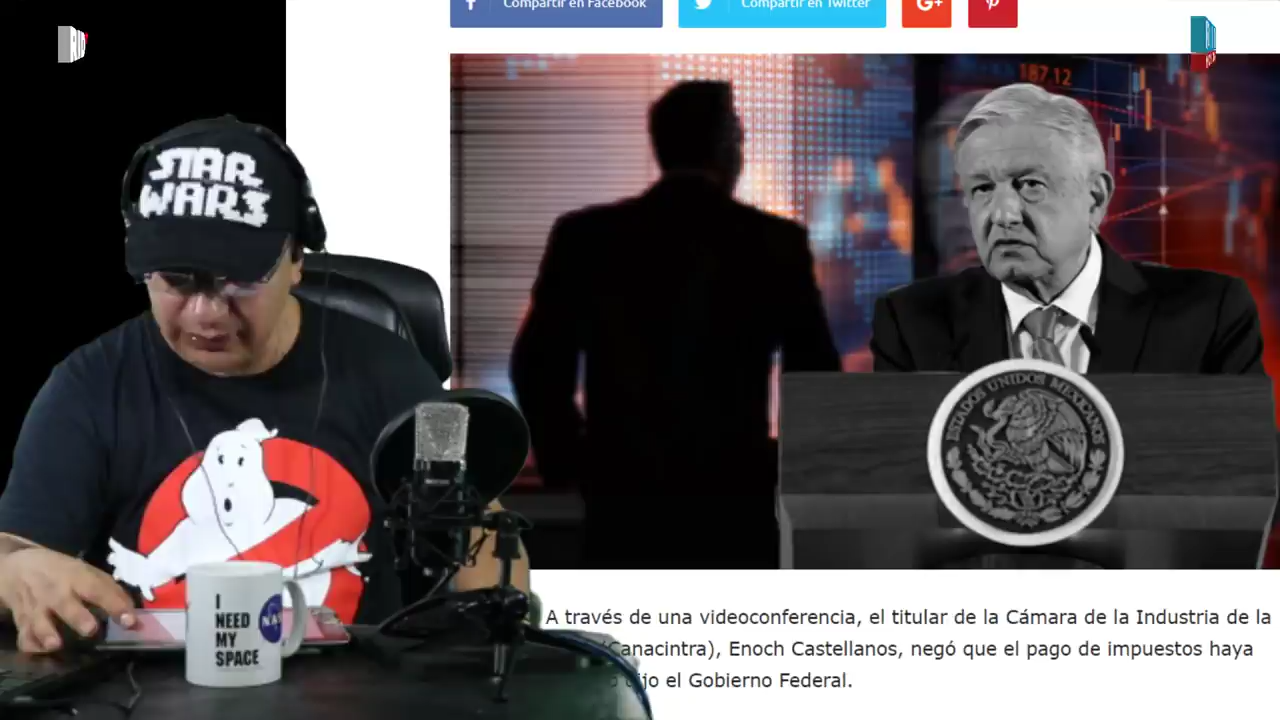 Compartir en Facebook
Compartir en Twitter
G+
187.12
STAR
WARS
ESTADOS UNIDOS MEXICANOS
I
NEED
MY
SPACE
A través de una videoconferencia, el titular de la Cámara de la Industria de la
(Canacintra), Enoch Castellanos, negó que el pago de impuestos haya
dijo el Gobierno Federal.